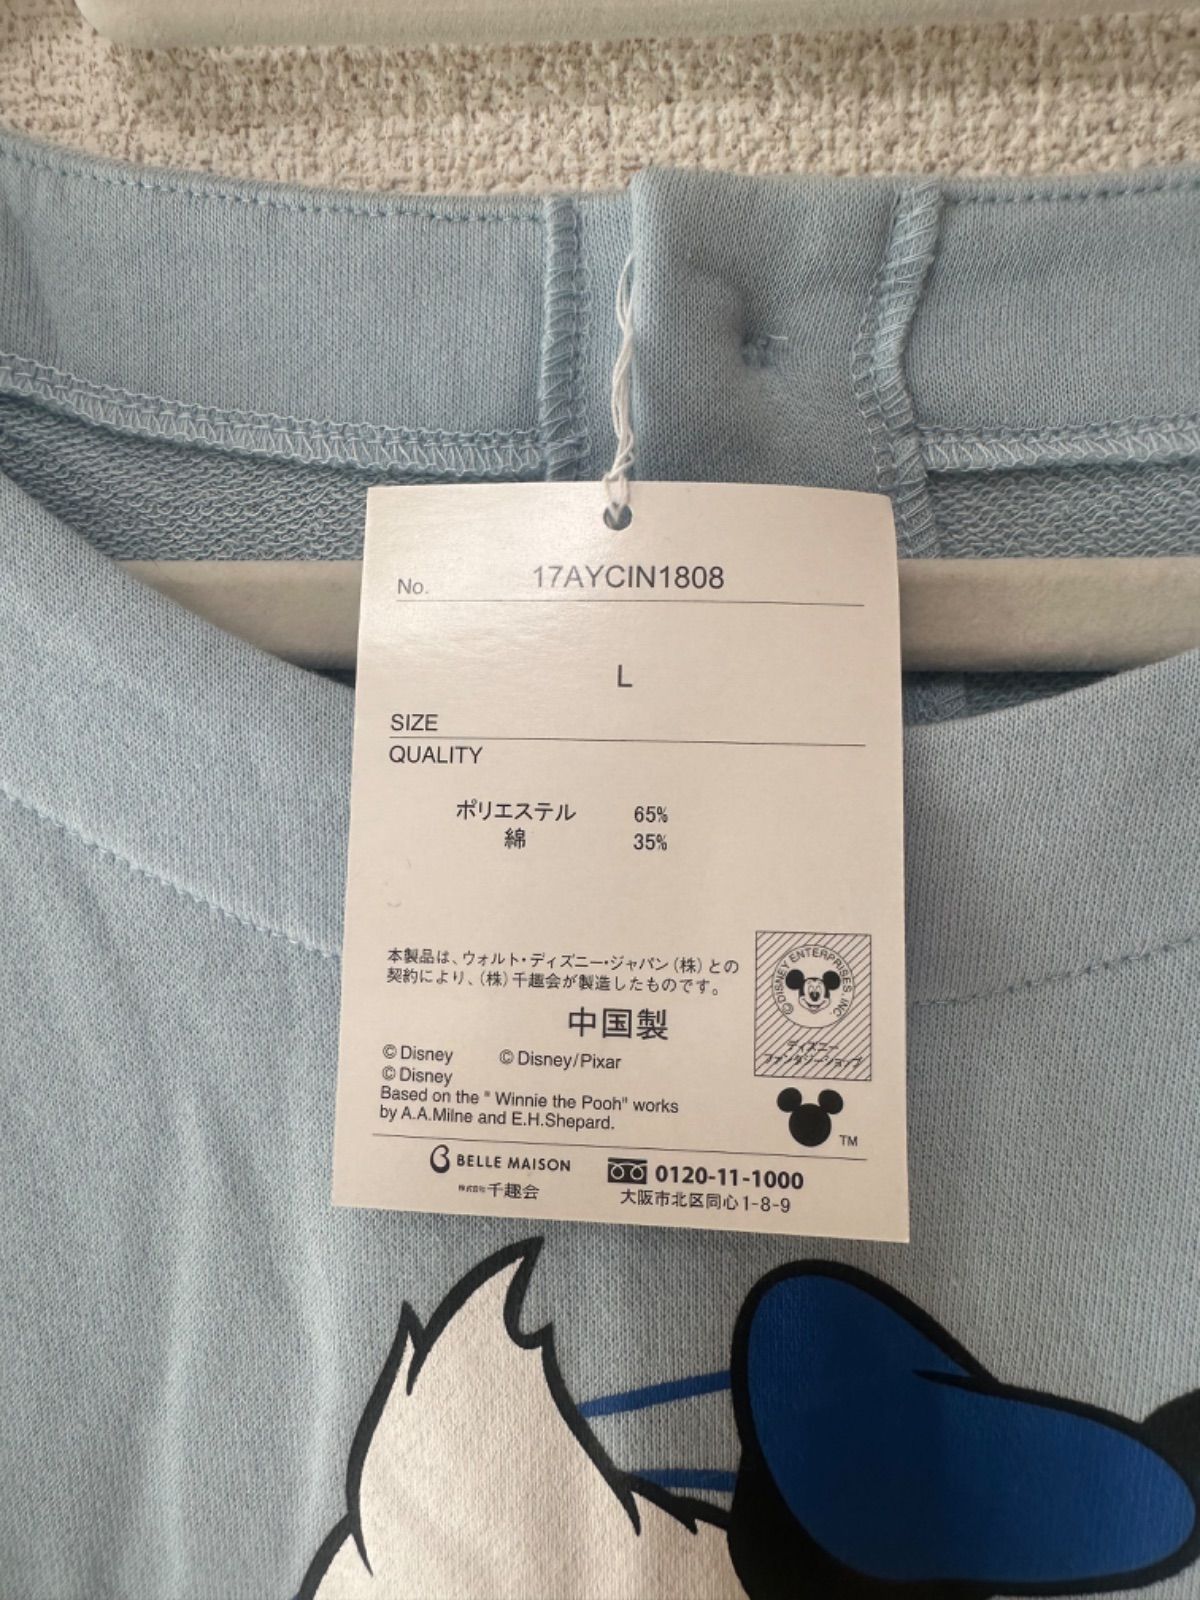 No. 17AYCIN1808
L
SIZE
QUALITY
ポリエステル 65%
綿 35%
本製品は、ウォルト・ディズニー・ジャパン(株)との
契約により、(株)千趣会が製造したものです。
中国製
© Disney © Disney/Pixar
© Disney
Based on the " Winnie the Pooh" works
by A.A.Milne and E.H.Shepard.
© DISNEY ENTERPRISES, INC.
ディズニー
ファンタジーショップ
TM
BELLE MAISON
株式会社千趣会
0120-11-1000
大阪市北区同心1-8-9